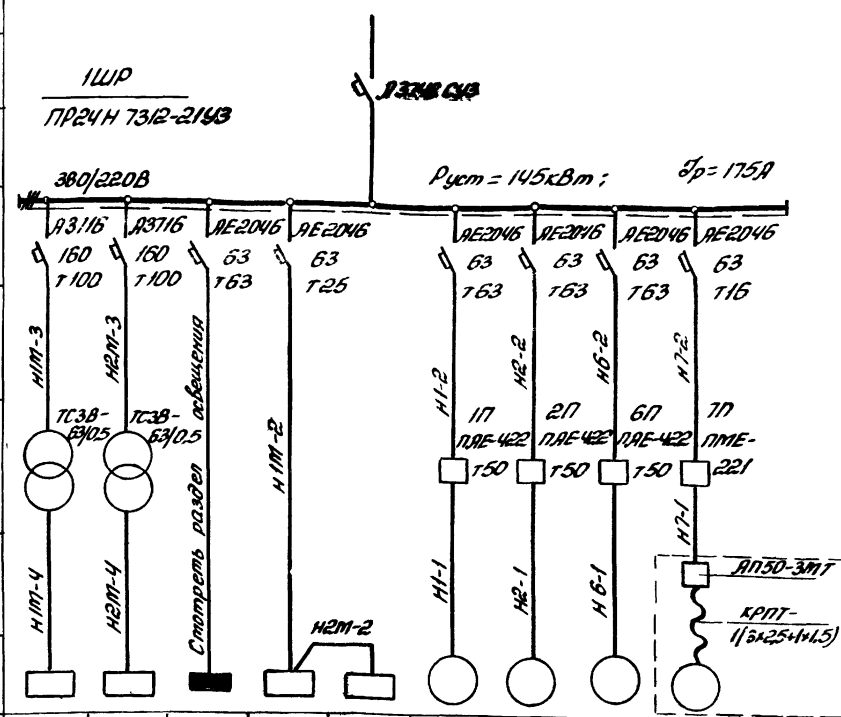 1ШР
ПР24Н 7312-21У3
А3742 СУ3
380/220В
Руст = 145кВт;
Jр = 175А
А3716
160
Т100
А3716
160
Т100
АЕ2046
63
Т63
АЕ2046
63
Т25
АЕ2046
63
Т63
АЕ2046
63
Т63
АЕ2046
63
Т63
АЕ2046
63
Т16
Н1М-3
Н2М-3
Смотреть раздел освещения
Н1М-2
Н1-2
Н2-2
Н6-2
Н7-2
ТСЗВ-
63/0.5
ТСЗВ-
63/0.5
1П
ПАЕ-422
Т50
2П
ПАЕ-422
Т50
6П
ПАЕ-422
Т50
7П
ПМЕ-
221
Н1М-4
Н2М-4
Н2М-2
Н1-1
Н2-1
Н6-1
Н7-1
АП50-3МТ
КРПТ-
1(3×2.5+1×1.5)